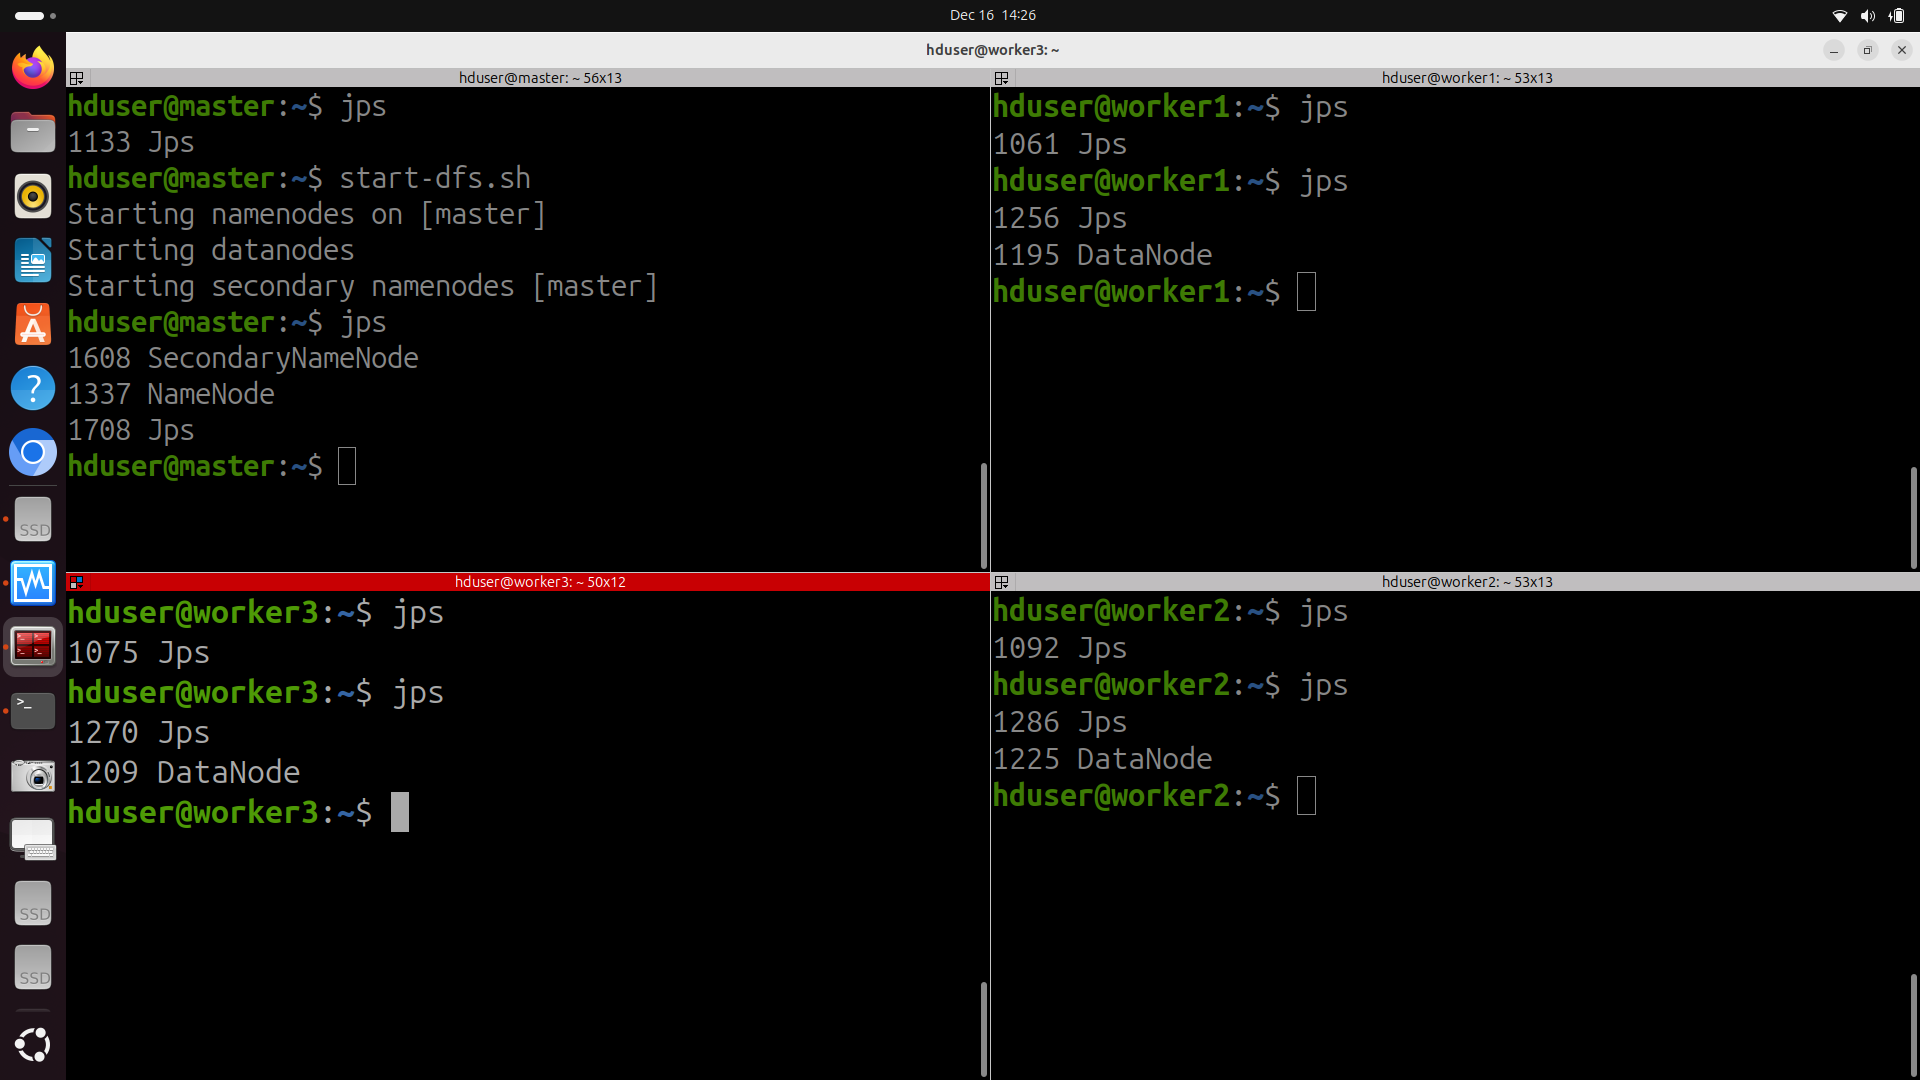 Dec 16 14:26
hduser@worker3: ~
hduser@master: ~ 56x13
hduser@master:~$ jps
1133 Jps
hduser@master:~$ start-dfs.sh
Starting namenodes on [master]
Starting datanodes
Starting secondary namenodes [master]
hduser@master:~$ jps
1608 SecondaryNameNode
1337 NameNode
1708 Jps
hduser@master:~$
hduser@worker1: ~ 53x13
hduser@worker1:~$ jps
1061 Jps
hduser@worker1:~$ jps
1256 Jps
1195 DataNode
hduser@worker1:~$
hduser@worker3: ~ 50x12
hduser@worker3:~$ jps
1075 Jps
hduser@worker3:~$ jps
1270 Jps
1209 DataNode
hduser@worker3:~$
hduser@worker2: ~ 53x13
hduser@worker2:~$ jps
1092 Jps
hduser@worker2:~$ jps
1286 Jps
1225 DataNode
hduser@worker2:~$
SSD
SSD
SSD